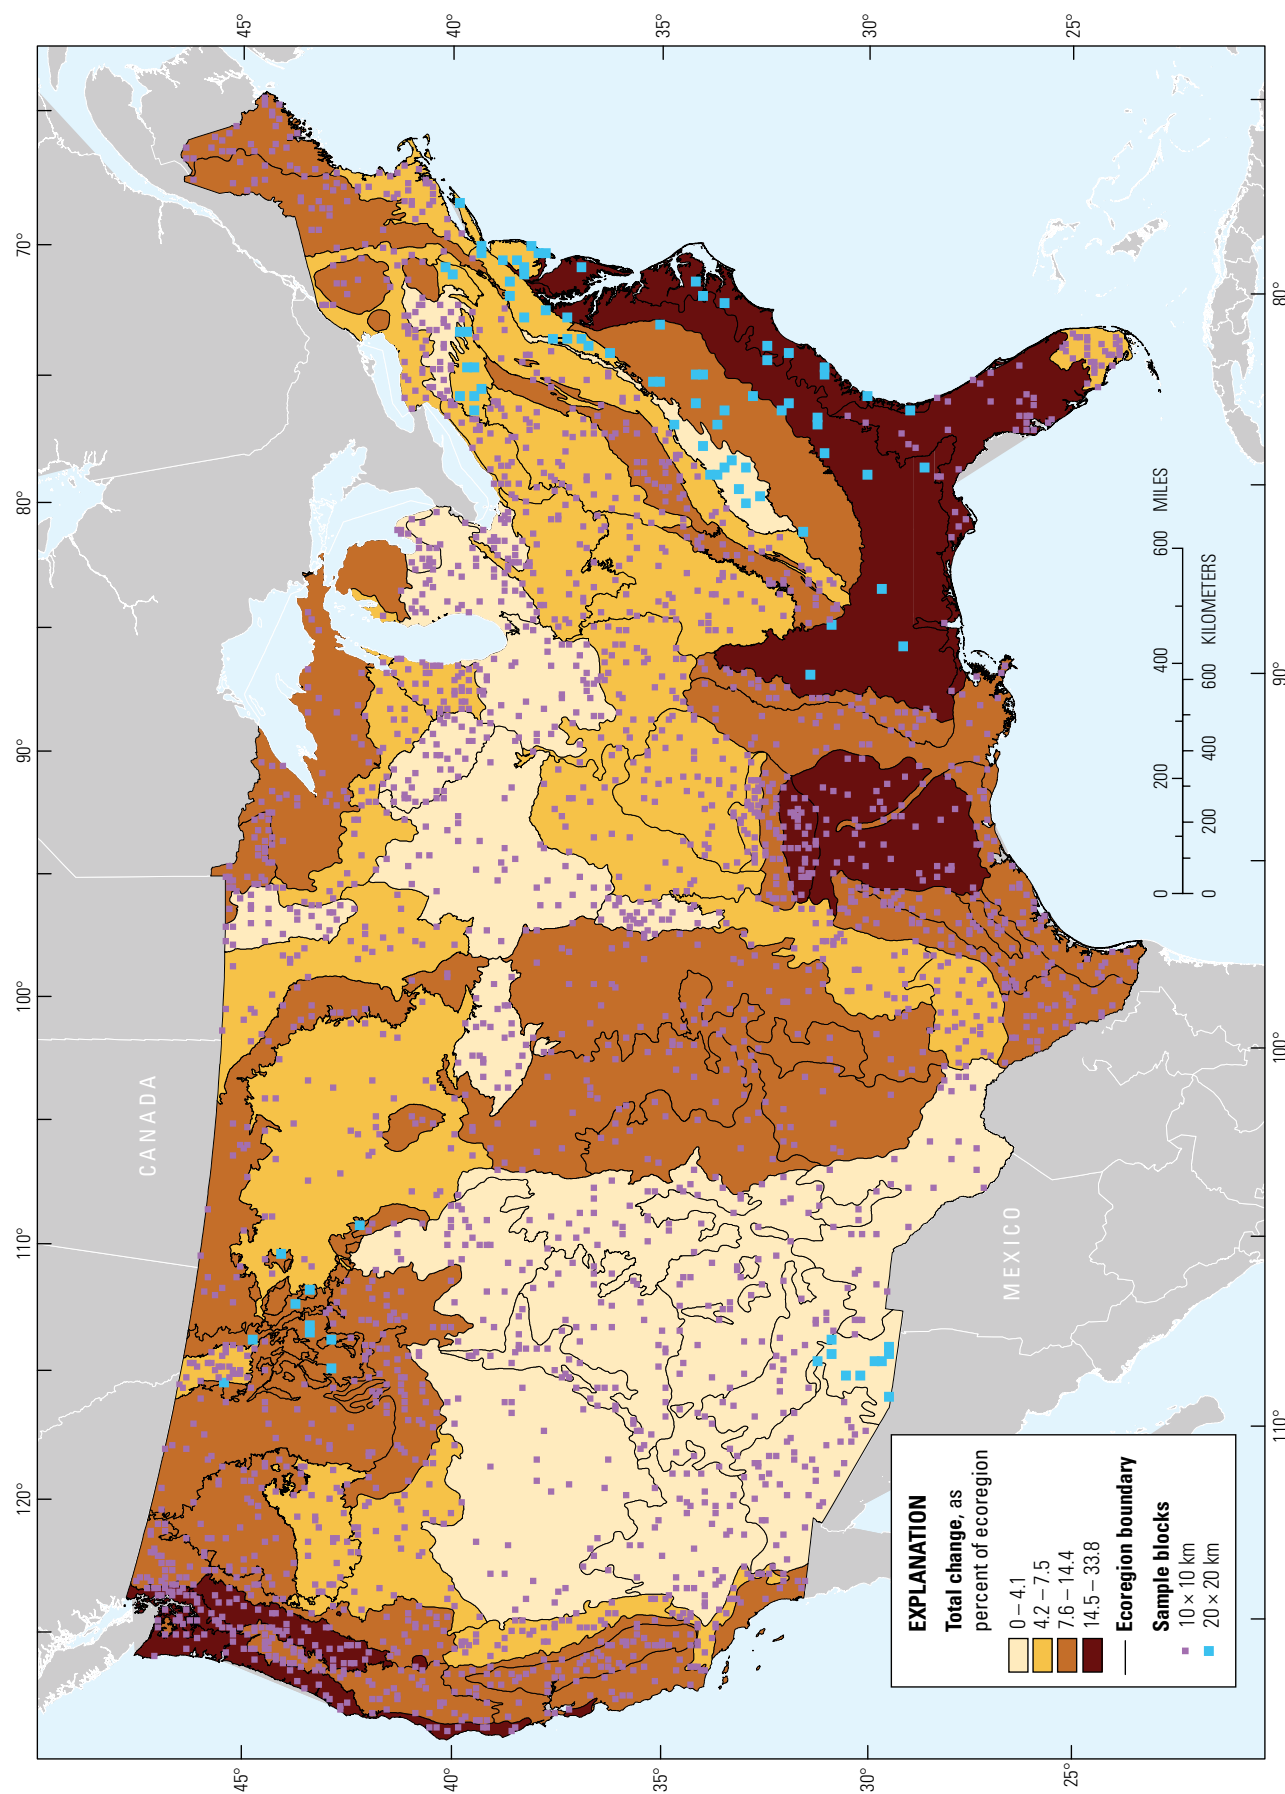 120°
110°
100°
90°
80°
70°
45°
40°
35°
30°
25°
45°
40°
35°
30°
25°
110°
100°
90°
80°
CANADA
MEXICO
0 200 400 600 MILES
0 200 400 600 KILOMETERS
EXPLANATION
Total change, as
percent of ecoregion
0 – 4.1
4.2 – 7.5
7.6 – 14.4
14.5 – 33.8
Ecoregion boundary
Sample blocks
10 × 10 km
20 × 20 km